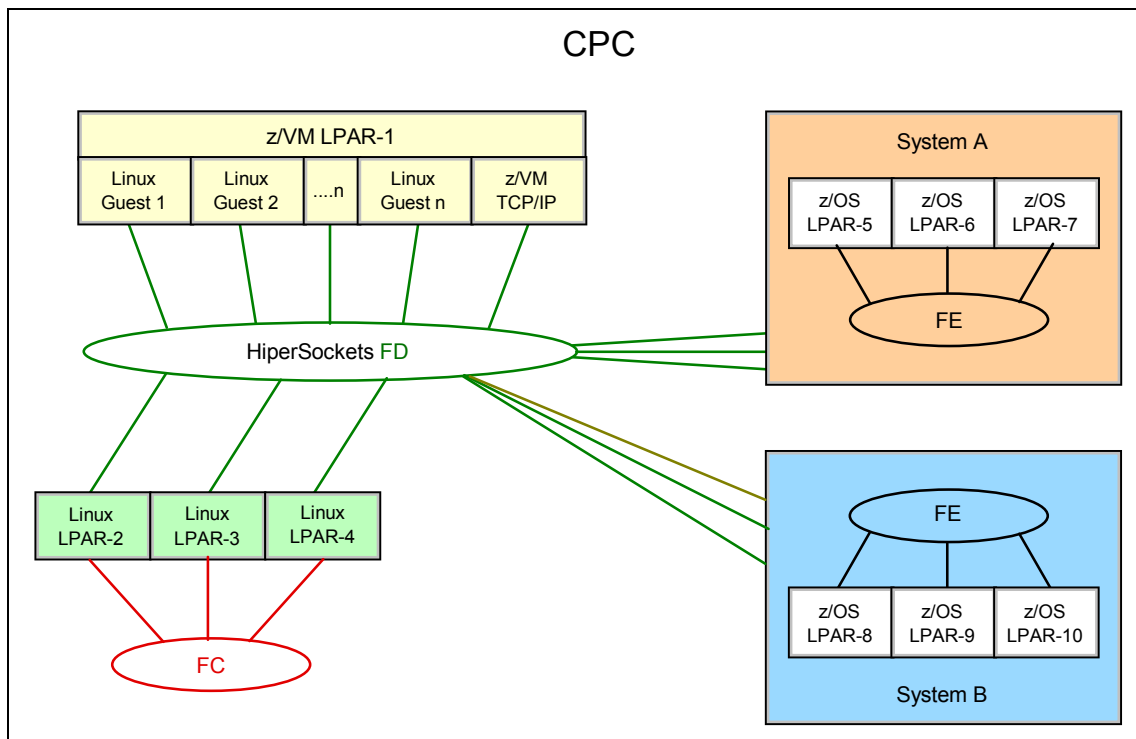 CPC
z/VM LPAR-1
Linux
Guest 1
Linux
Guest 2
....n
Linux
Guest n
z/VM
TCP/IP
System A
z/OS
LPAR-5
z/OS
LPAR-6
z/OS
LPAR-7
FE
HiperSockets FD
Linux
LPAR-2
Linux
LPAR-3
Linux
LPAR-4
FC
FE
z/OS
LPAR-8
z/OS
LPAR-9
z/OS
LPAR-10
System B